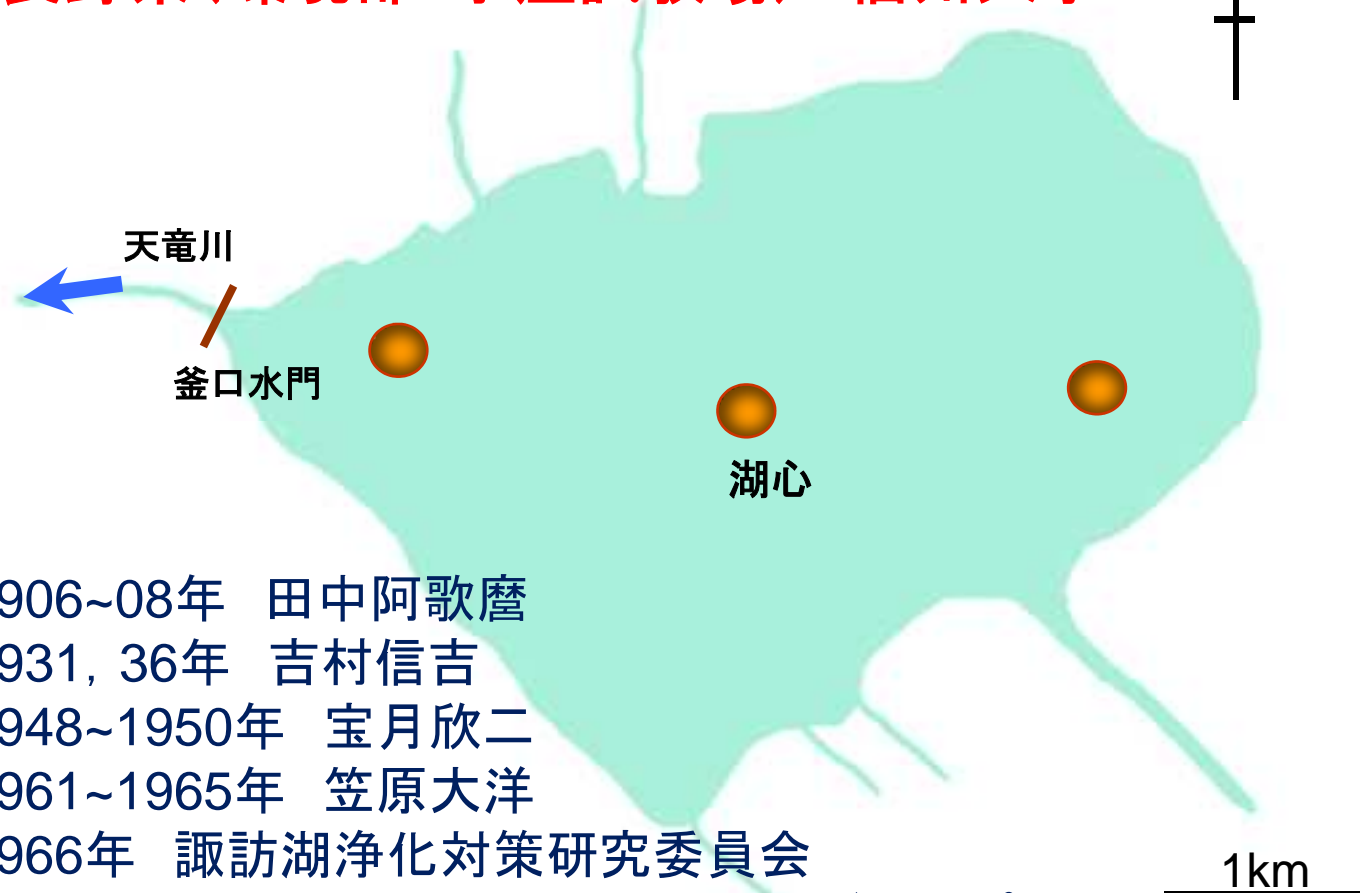 天竜川
釜口水門
湖心
906~08年 田中阿歌麿
931, 36年 吉村信吉
948~1950年 宝月欣二
961~1965年 笠原大洋
966年 諏訪湖浄化対策研究委員会
1km